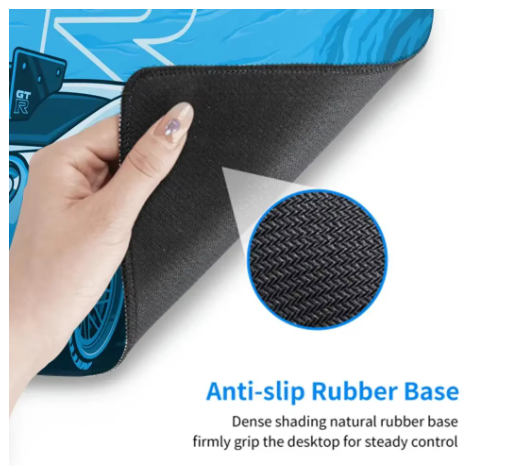 R
GT
R
Anti-slip Rubber Base
Dense shading natural rubber base
firmly grip the desktop for steady control